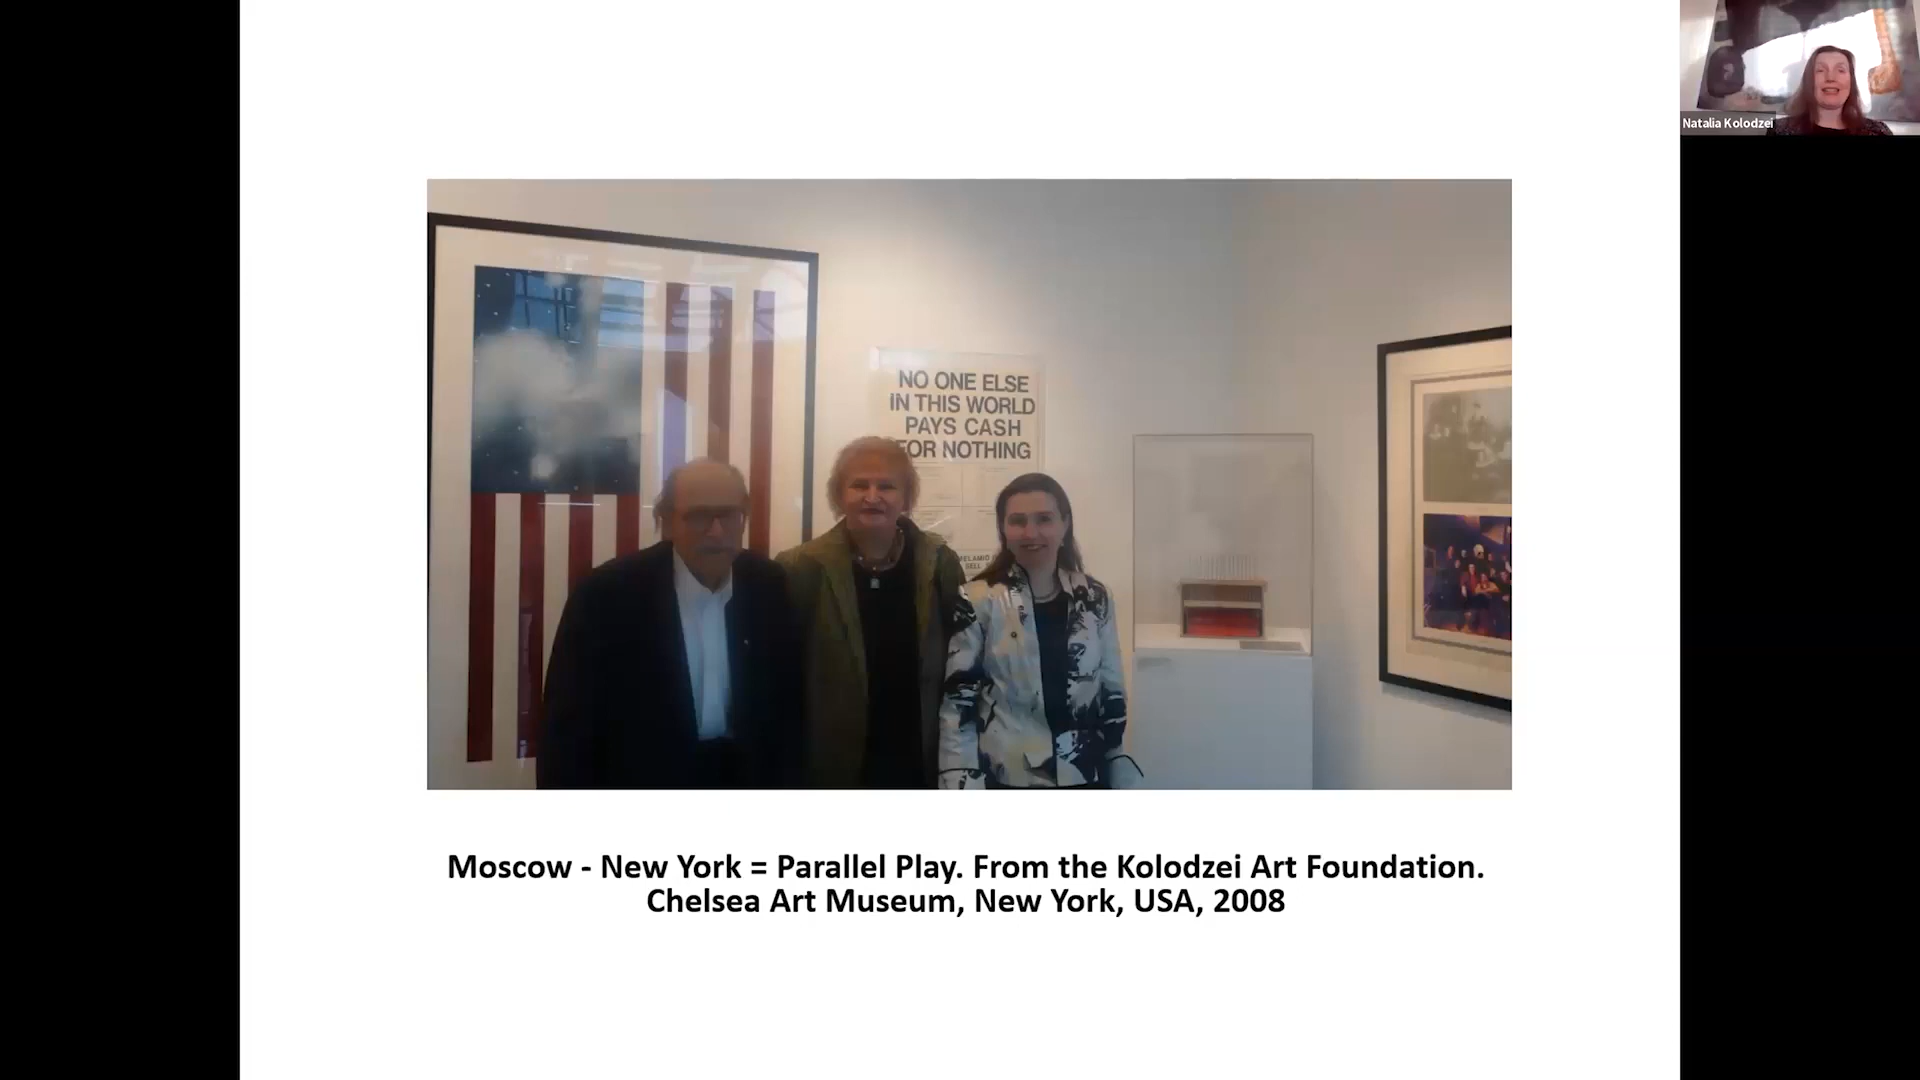 Natalia Kolodzei
NO ONE ELSE
IN THIS WORLD
PAYS CASH
FOR NOTHING
SELL
Moscow - New York = Parallel Play. From the Kolodzei Art Foundation.
Chelsea Art Museum, New York, USA, 2008